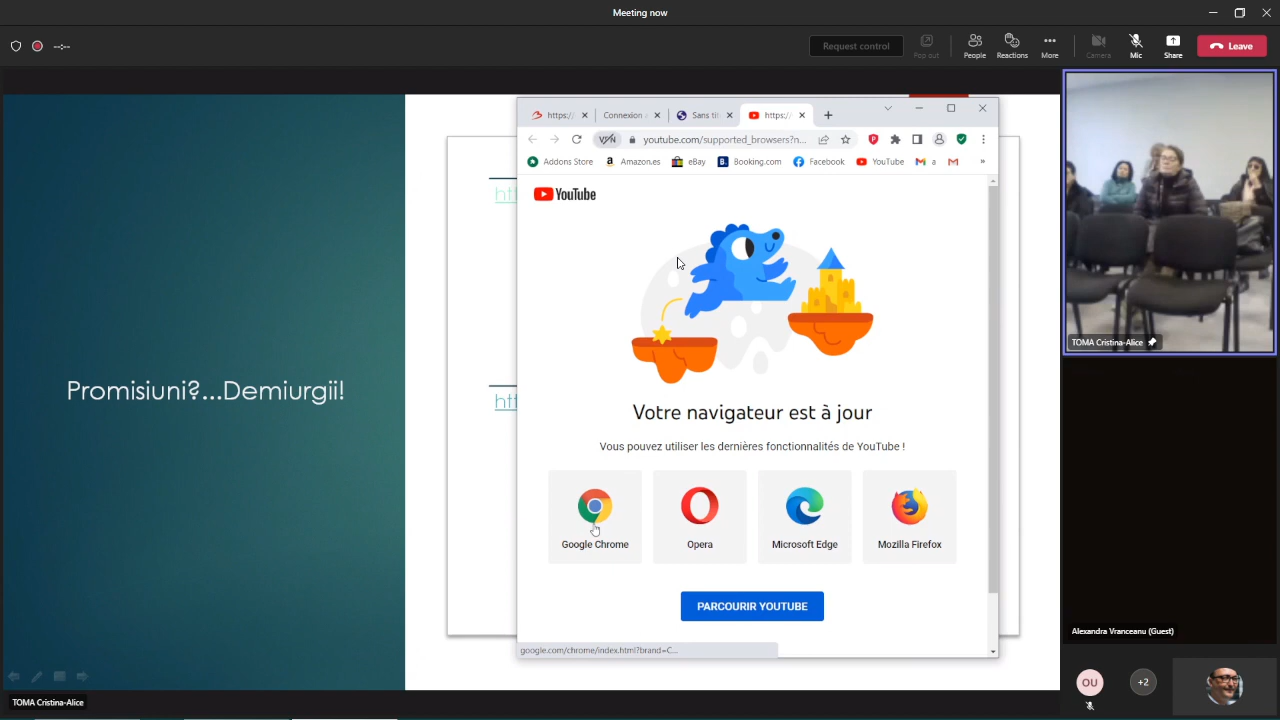 Meeting now
--:--
Request control
Pop out
People
Reactions
More
Camera
Mic
Share
Leave
Promisiuni?...Demiurgii!
htt
htt
https://
Connexion
Sans tit
https://
VPN
youtube.com/supported_browsers?n...
Addons Store
Amazon.es
eBay
Booking.com
Facebook
YouTube
a
»
YouTube
Votre navigateur est à jour
Vous pouvez utiliser les dernières fonctionnalités de YouTube !
Google Chrome
Opera
Microsoft Edge
Mozilla Firefox
PARCOURIR YOUTUBE
google.com/chrome/index.html?brand=C...
TOMA Cristina-Alice
TOMA Cristina-Alice
Alexandra Vranceanu (Guest)
OU
+2